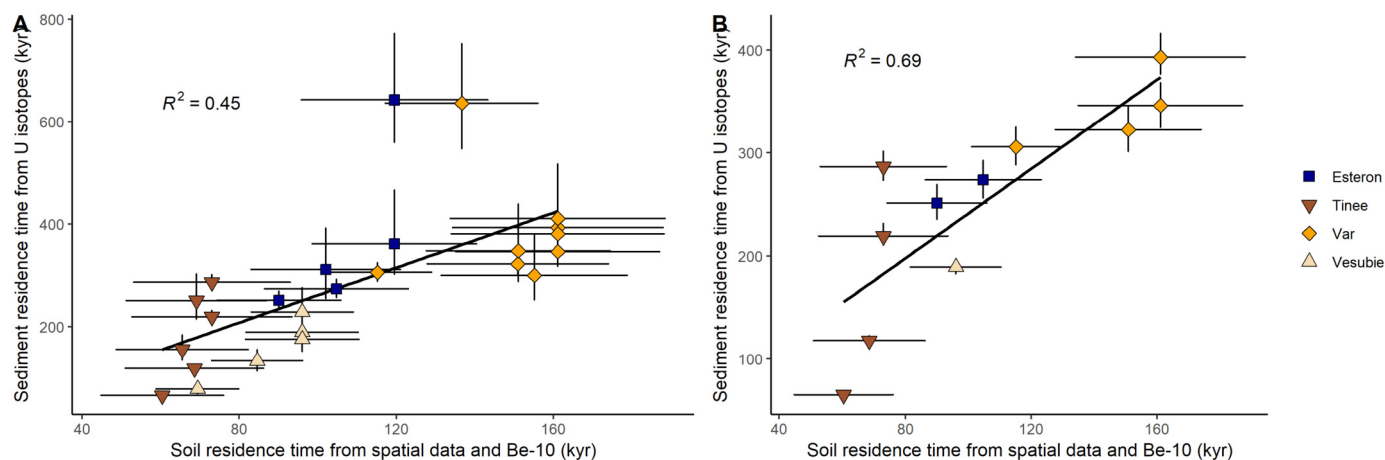 A
Sediment residence time from U isotopes (kyr)
800
600
400
200
R² = 0.45
40
80
120
160
Soil residence time from spatial data and Be-10 (kyr)
B
Sediment residence time from U isotopes (kyr)
400
300
200
100
R² = 0.69
40
80
120
160
Soil residence time from spatial data and Be-10 (kyr)
Esteron
Tinee
Var
Vesubie